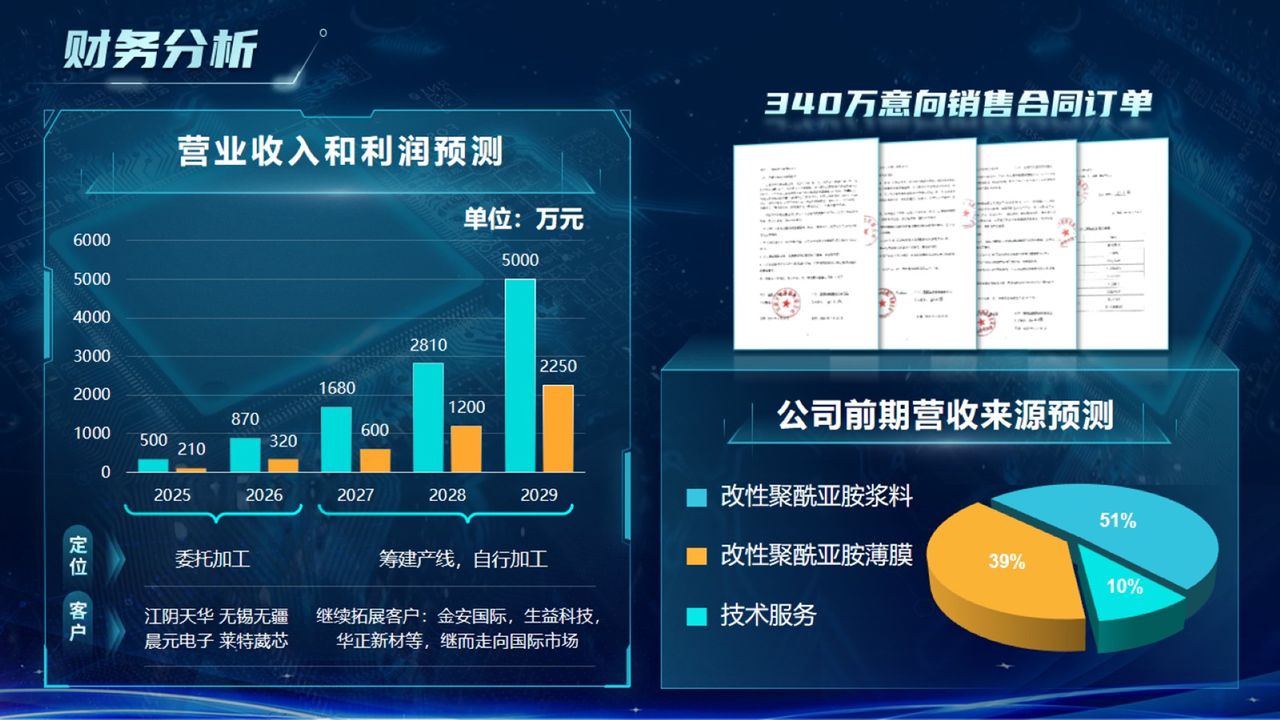 财务分析
营业收入和利润预测
单位：万元
6000
5000
4000
3000
2000
1000
0
500
210
870
320
1680
600
2810
1200
5000
2250
2025
2026
2027
2028
2029
定位
委托加工
筹建产线，自行加工
客户
江阴天华 无锡无疆
晨元电子 莱特葳芯
继续拓展客户：金安国际，生益科技，
华正新材等，继而走向国际市场
340万意向销售合同订单
公司前期营收来源预测
改性聚酰亚胺浆料
改性聚酰亚胺薄膜
技术服务
51%
39%
10%